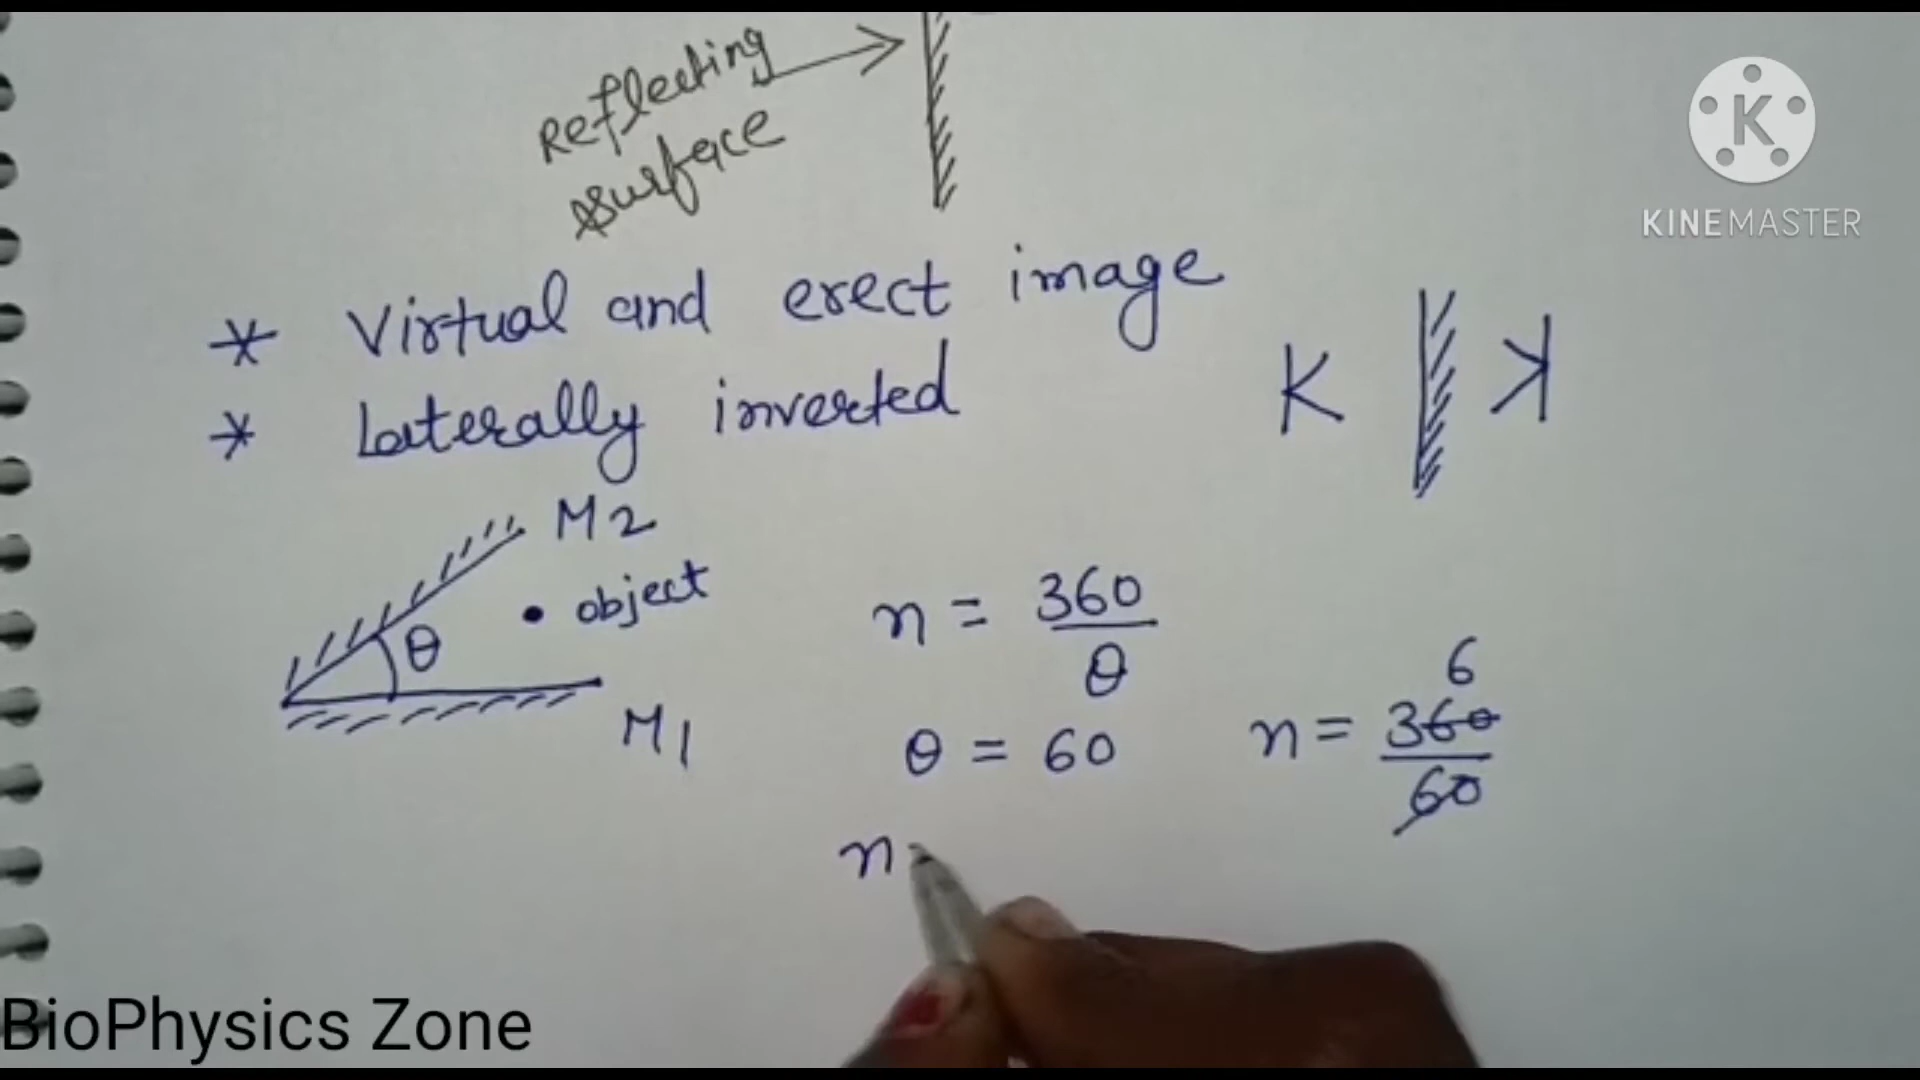 Reflecting
surface
K
KINEMASTER
* Virtual and erect image
* Laterally inverted
K K
M2
• object
θ
M1
n = 360
θ
θ = 60
n = 360
60
6
n
BioPhysics Zone